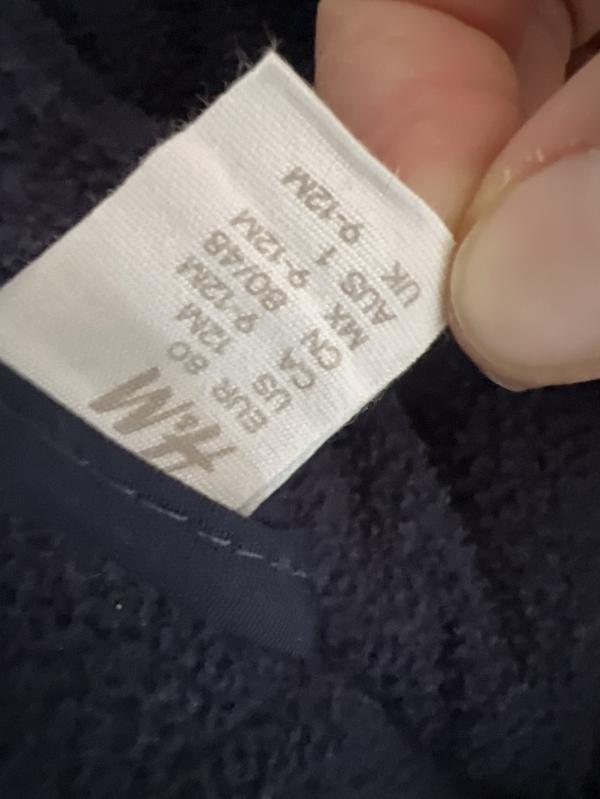 H&M
EUR 80
US 12M
CA 9-12M
CN 80/48
MX 9-12M
AUS 1
UK 9-12M